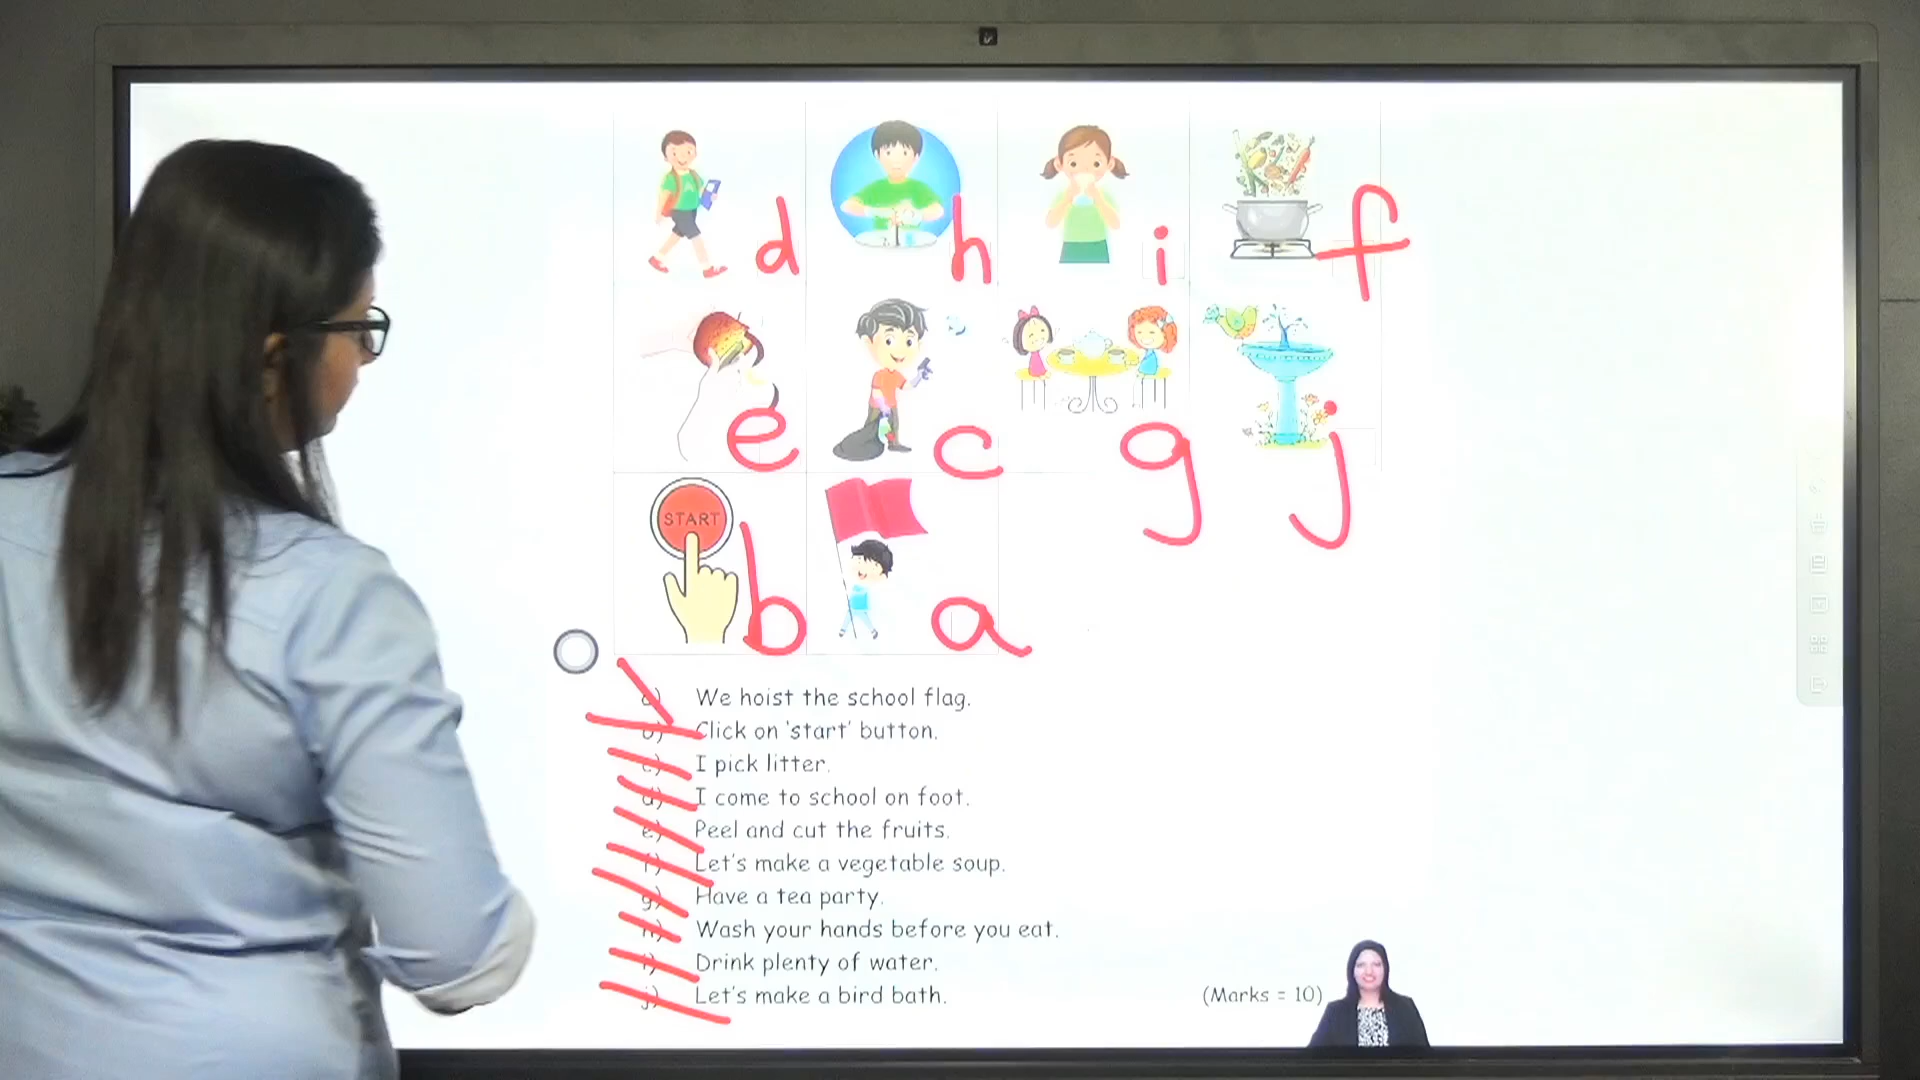 d h i f
e c g j
START
b a
a) We hoist the school flag.
b) Click on 'start' button.
c) I pick litter.
d) I come to school on foot.
e) Peel and cut the fruits.
f) Let's make a vegetable soup.
g) Have a tea party.
h) Wash your hands before you eat.
i) Drink plenty of water.
j) Let's make a bird bath.
(Marks = 10)